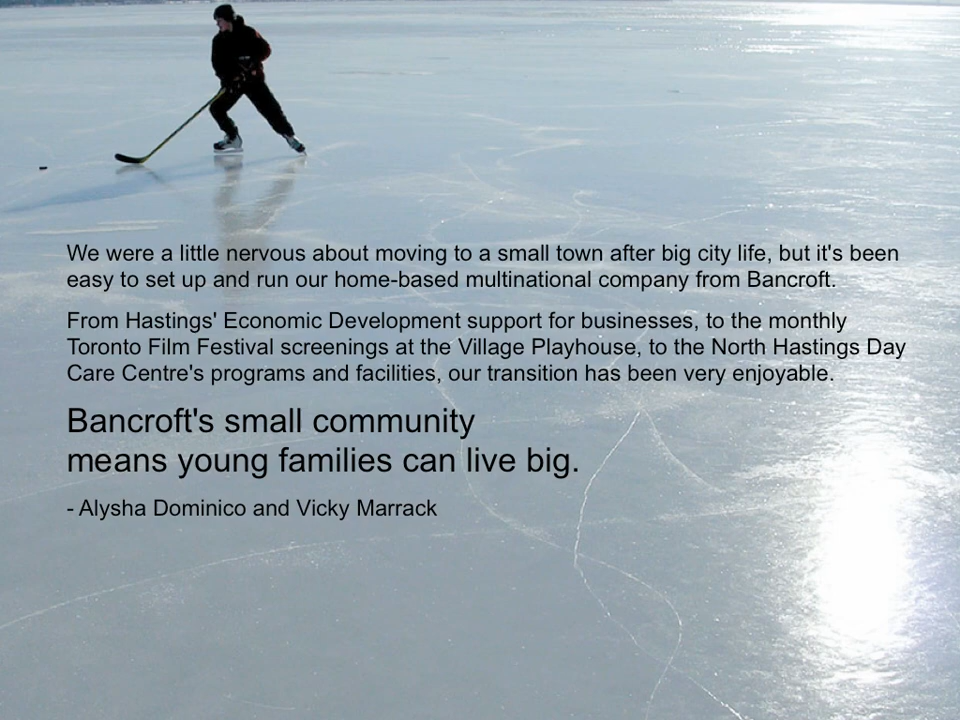 We were a little nervous about moving to a small town after big city life, but it's been
easy to set up and run our home-based multinational company from Bancroft.
From Hastings' Economic Development support for businesses, to the monthly
Toronto Film Festival screenings at the Village Playhouse, to the North Hastings Day
Care Centre's programs and facilities, our transition has been very enjoyable.
Bancroft's small community
means young families can live big.
- Alysha Dominico and Vicky Marrack